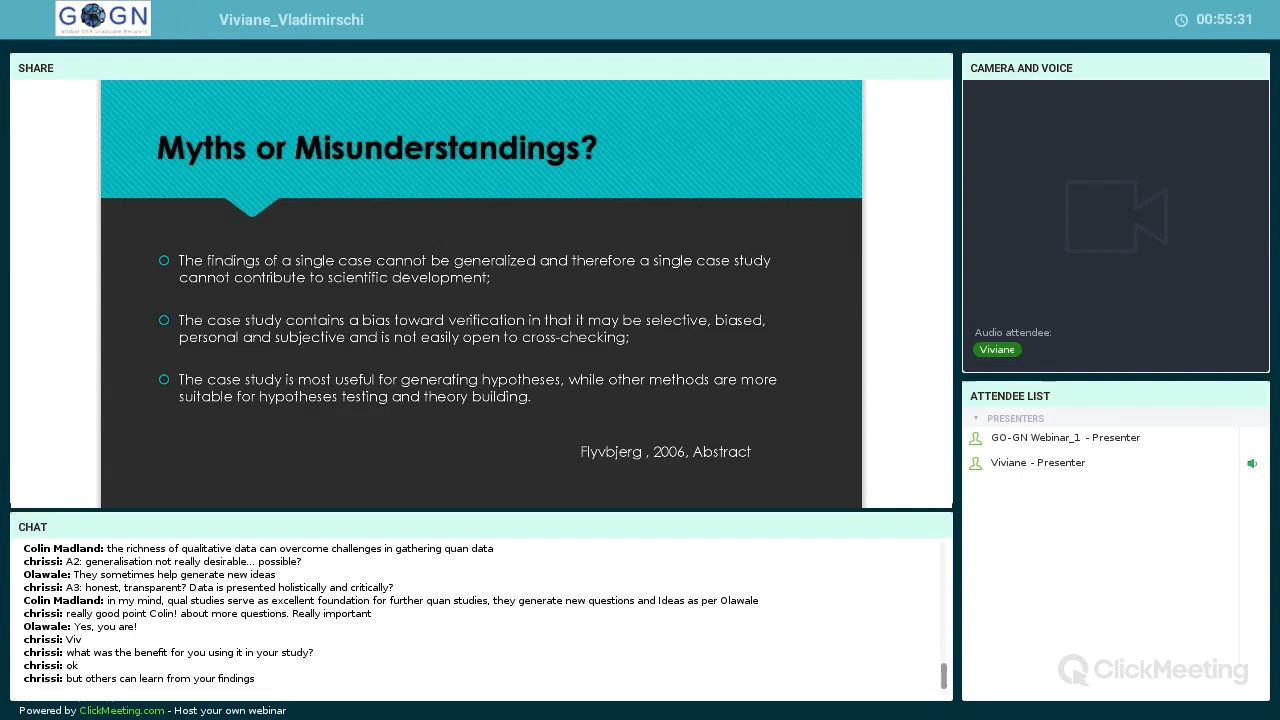 GO-GN
Global OER Graduate Network
Viviane_Vladimirschi
00:55:31
SHARE
Myths or Misunderstandings?
The findings of a single case cannot be generalized and therefore a single case study
cannot contribute to scientific development;
The case study contains a bias toward verification in that it may be selective, biased,
personal and subjective and is not easily open to cross-checking;
The case study is most useful for generating hypotheses, while other methods are more
suitable for hypotheses testing and theory building.
Flyvbjerg , 2006, Abstract
CHAT
Colin Madland: the richness of qualitative data can overcome challenges in gathering quan data
chrissi: A2: generalisation not really desirable... possible?
Olawale: They sometimes help generate new ideas
chrissi: A3: honest, transparent? Data is presented holistically and critically?
Colin Madland: in my mind, qual studies serve as excellent foundation for further quan studies, they generate new questions and Ideas as per Olawale
chrissi: really good point Colin! about more questions. Really important
Olawale: Yes, you are!
chrissi: Viv
chrissi: what was the benefit for you using it in your study?
chrissi: ok
chrissi: but others can learn from your findings
CAMERA AND VOICE
Audio attendee:
Viviane
ATTENDEE LIST
PRESENTERS
GO-GN Webinar_1 - Presenter
Viviane - Presenter
ClickMeeting
Powered by ClickMeeting.com - Host your own webinar